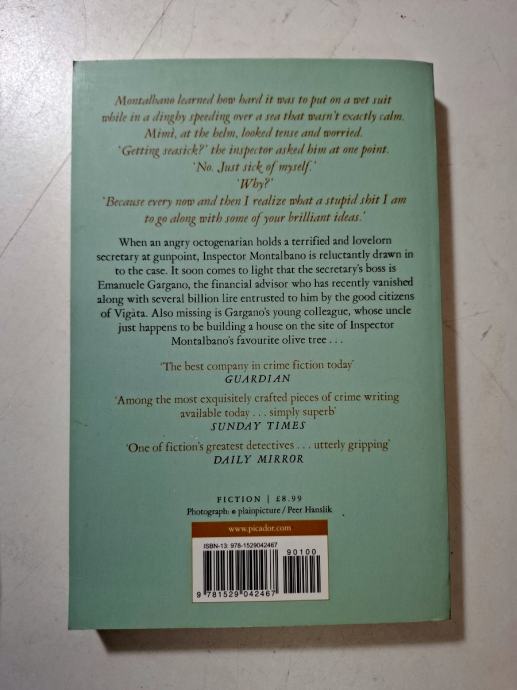 Montalbano learned how hard it was to put on a wet suit
while in a dinghy speeding over a sea that wasn't exactly calm.
Mimì, at the helm, looked tense and worried.
'Getting seasick?' the inspector asked him at one point.
'No. Just sick of myself.'
'Why?'
'Because every now and then I realize what a stupid shit I am
to go along with some of your brilliant ideas.'
When an angry octogenarian holds a terrified and lovelorn
secretary at gunpoint, Inspector Montalbano is reluctantly drawn in
to the case. It soon comes to light that the secretary's boss is
Emanuele Gargano, the financial advisor who has recently vanished
along with several billion lire entrusted to him by the good citizens
of Vigàta. Also missing is Gargano's young colleague, whose uncle
just happens to be building a house on the site of Inspector
Montalbano's favourite olive tree . . .
'The best company in crime fiction today'
GUARDIAN
'Among the most exquisitely crafted pieces of crime writing
available today . . . simply superb'
SUNDAY TIMES
'One of fiction's greatest detectives . . . utterly gripping'
DAILY MIRROR
FICTION | £8.99
Photograph: © plainpicture / Peer Hanslik
www.picador.com
ISBN-13: 978-1529042467
90100
9 781529 042467